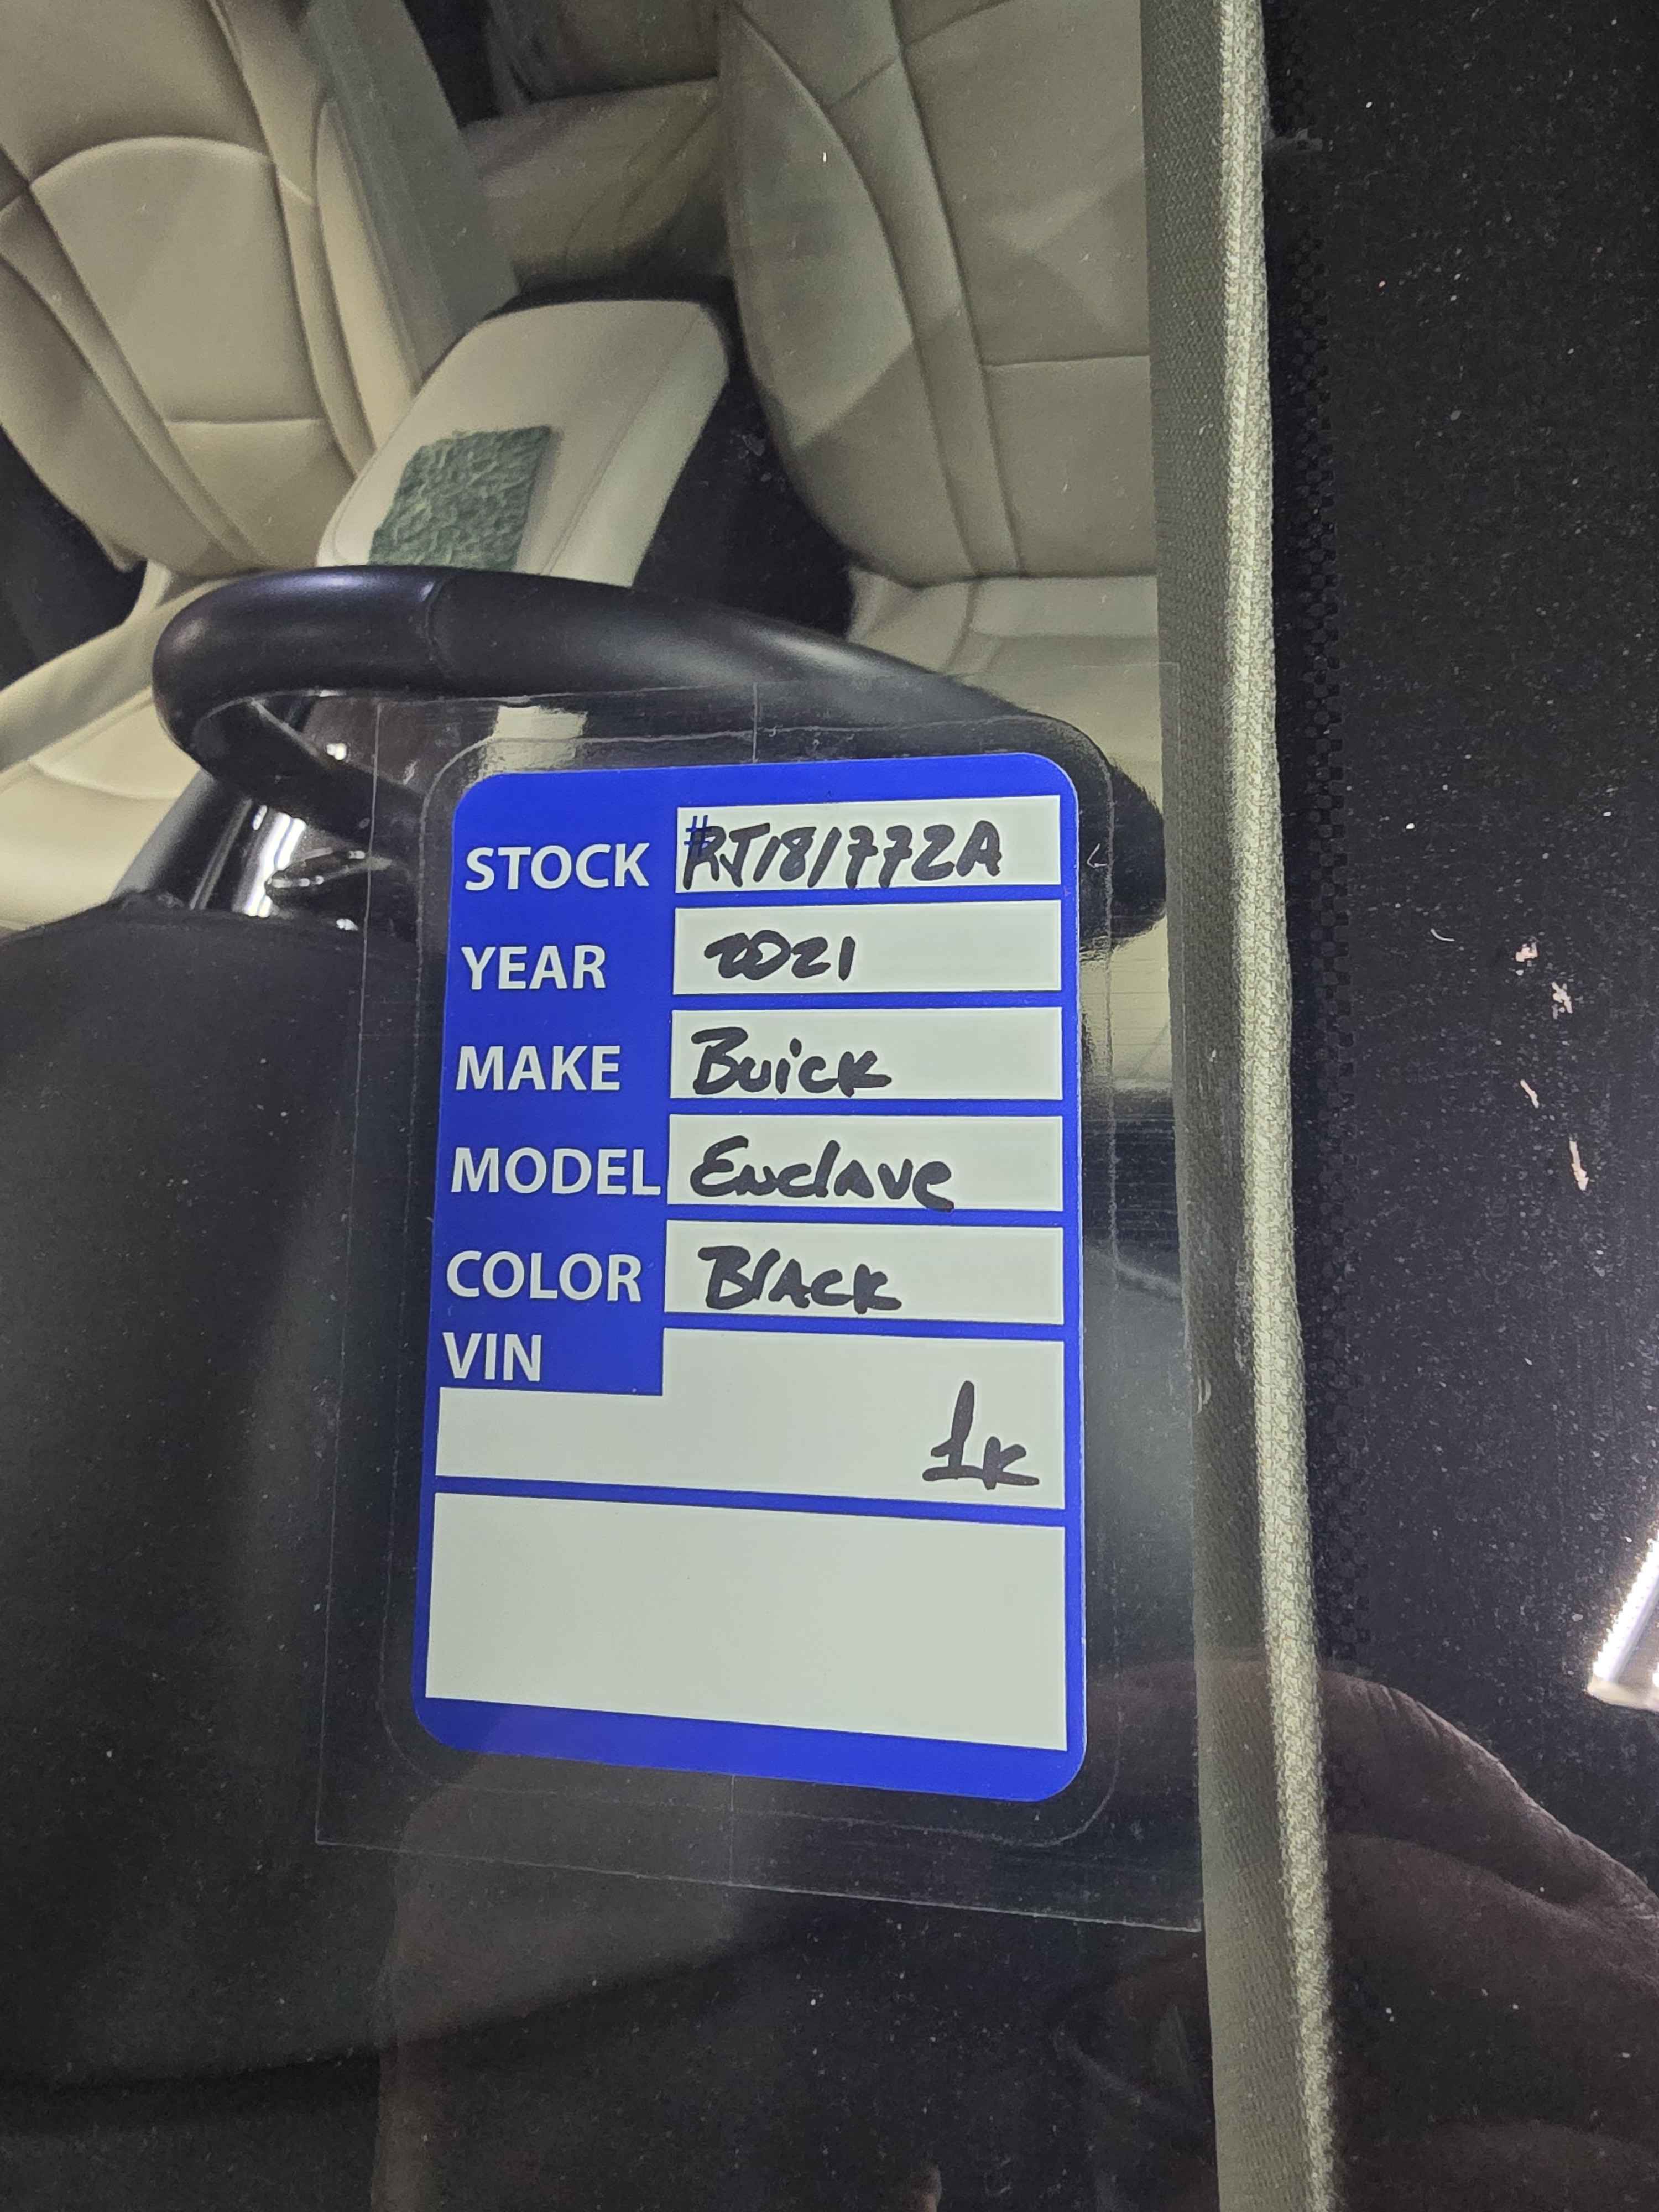 STOCK #RJ181772A
YEAR 2021
MAKE Buick
MODEL Enclave
COLOR Black
VIN
1K